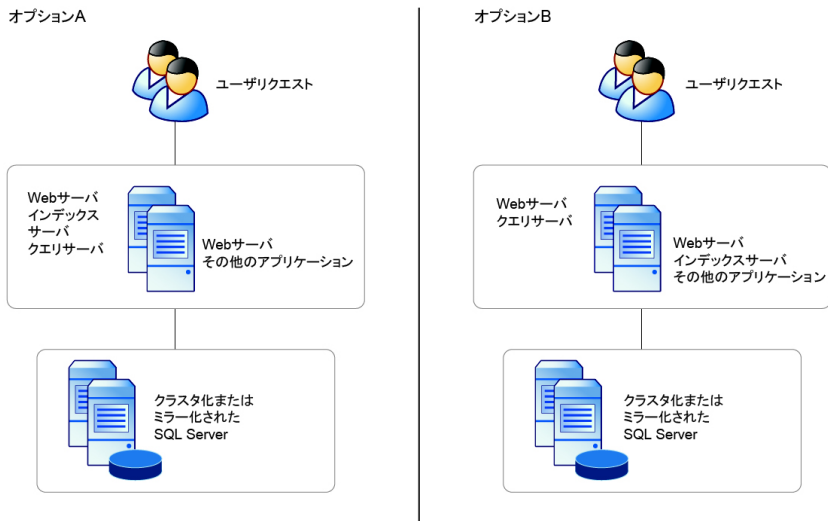 オプションA
ユーザリクエスト
Webサーバ
インデックス
サーバ
クエリサーバ
Webサーバ
その他のアプリケーション
クラスタ化または
ミラー化された
SQL Server
オプションB
ユーザリクエスト
Webサーバ
クエリサーバ
Webサーバ
インデックスサーバ
その他のアプリケーション
クラスタ化または
ミラー化された
SQL Server